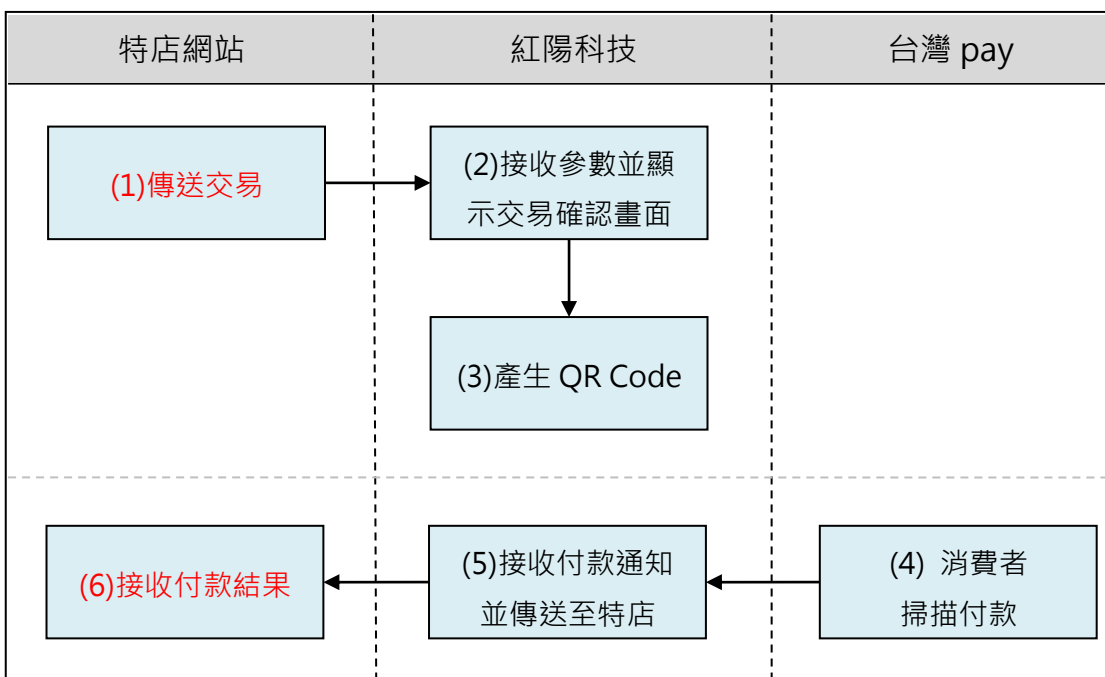 特店網站
紅陽科技
台灣 pay
(1)傳送交易
(2)接收參數並顯
示交易確認畫面
(3)產生 QR Code
(6)接收付款結果
(5)接收付款通知
並傳送至特店
(4) 消費者
掃描付款